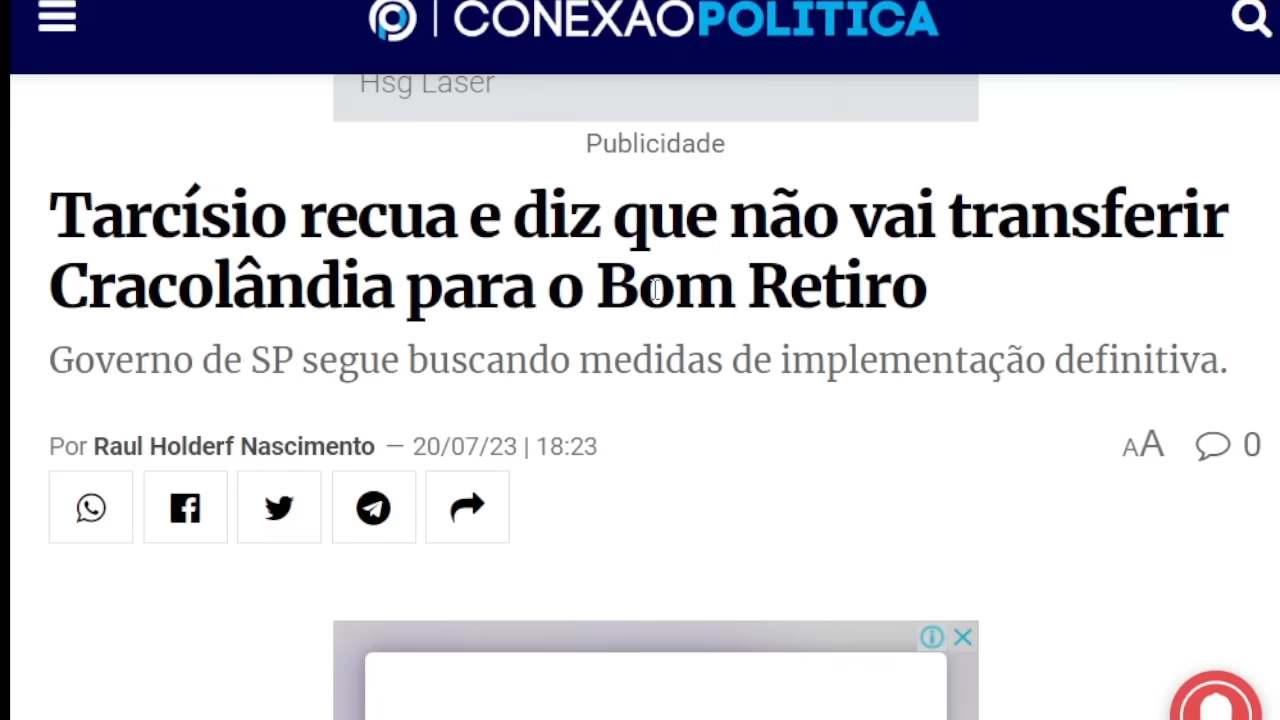 CONEXÃOPOLÍTICA
Hsg Laser
Publicidade
Tarcísio recua e diz que não vai transferir
Cracolândia para o Bom Retiro
Governo de SP segue buscando medidas de implementação definitiva.
Por Raul Holderf Nascimento — 20/07/23 | 18:23
AA 0